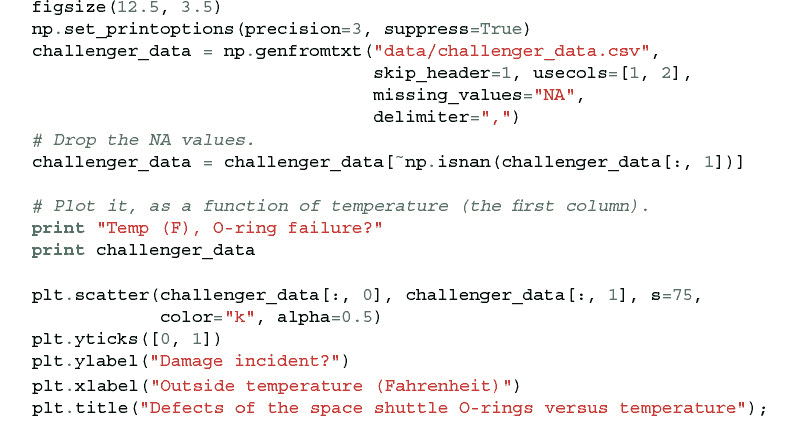 figsize(12.5, 3.5)
np.set_printoptions(precision=3, suppress=True)
challenger_data = np.genfromtxt("data/challenger_data.csv",
skip_header=1, usecols=[1, 2],
missing_values="NA",
delimiter=",")
# Drop the NA values.
challenger_data = challenger_data[~np.isnan(challenger_data[:, 1])]
# Plot it, as a function of temperature (the first column).
print "Temp (F), O-ring failure?"
print challenger_data
plt.scatter(challenger_data[:, 0], challenger_data[:, 1], s=75,
color="k", alpha=0.5)
plt.yticks([0, 1])
plt.ylabel("Damage incident?")
plt.xlabel("Outside temperature (Fahrenheit)")
plt.title("Defects of the space shuttle O-rings versus temperature");